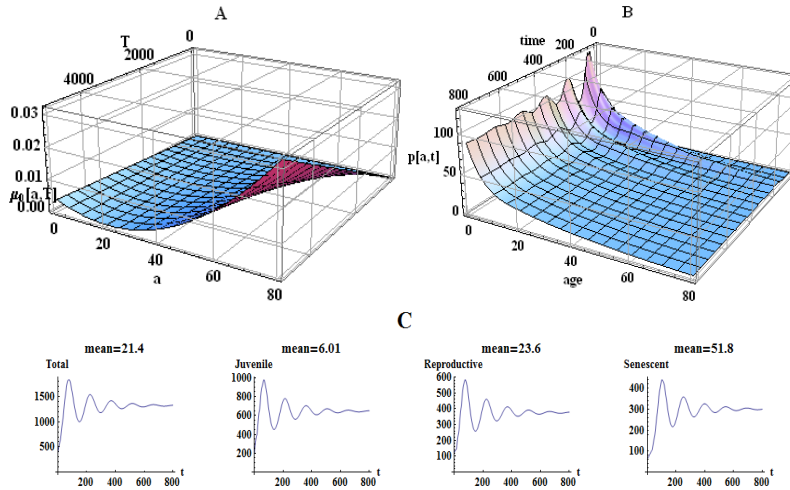 A
T
0
2000
4000
0.03
0.02
0.01
μ0[a,T]
0.00
0
20
40
60
80
a
B
time
0
200
400
600
800
100
p[a,t]
50
0
0
20
40
60
80
age
C
mean=21.4
Total
1500
1000
500
200 400 600 800
t
mean=6.01
Juvenile
1000
800
600
400
200
200 400 600 800
t
mean=23.6
Reproductive
600
500
400
300
200
100
200 400 600 800
t
mean=51.8
Senescent
400
300
200
100
200 400 600 800
t